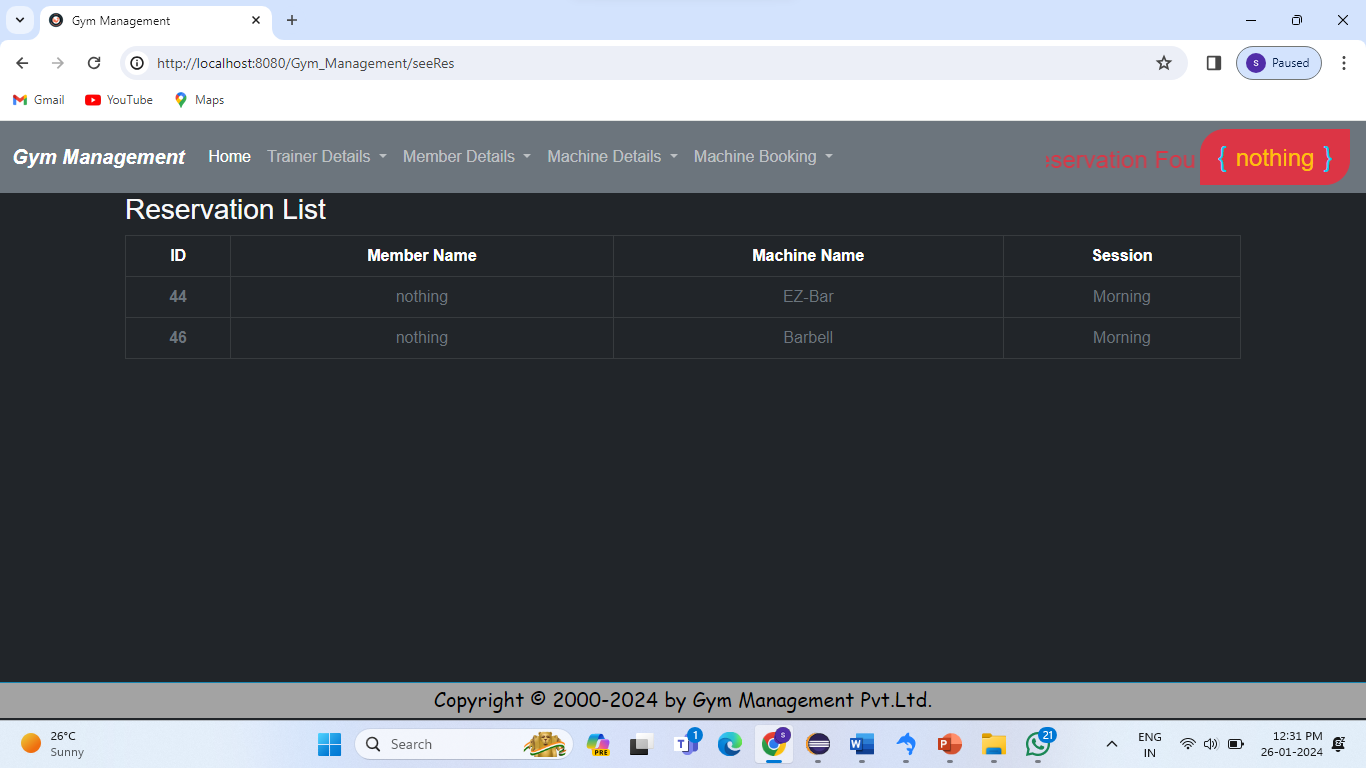 Gym Management
http://localhost:8080/Gym_Management/seeRes
S Paused
Gmail YouTube Maps
Gym Management Home Trainer Details Member Details Machine Details Machine Booking servation Fou { nothing }
Reservation List
ID Member Name Machine Name Session
44 nothing EZ-Bar Morning
46 nothing Barbell Morning
Copyright © 2000-2024 by Gym Management Pvt.Ltd.
26°C
Sunny
Search
PRE
T 1
S
W
P
21
ENG
IN
12:31 PM
26-01-2024